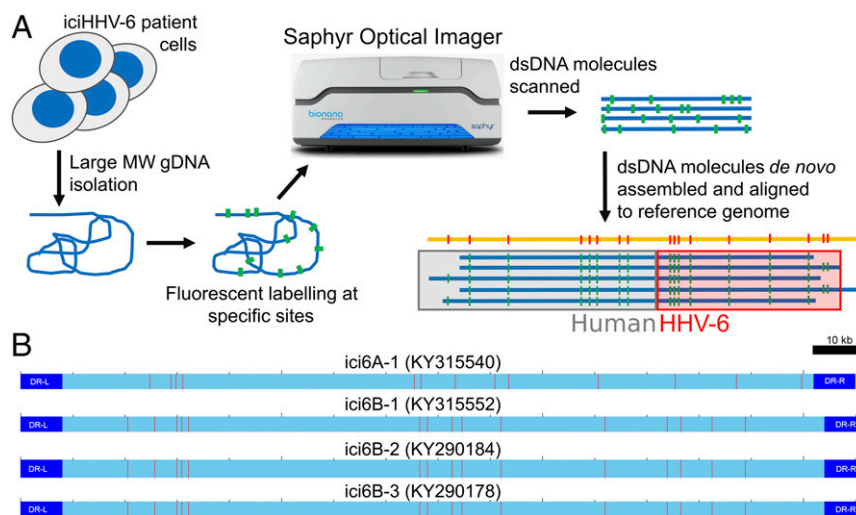 A
iciHHV-6 patient
cells
Large MW gDNA
isolation
Fluorescent labelling at
specific sites
Saphyr Optical Imager
bionano
saphyr
dsDNA molecules
scanned
dsDNA molecules de novo
assembled and aligned
to reference genome
Human HHV-6
B
10 kb
ici6A-1 (KY315540)
DR-L DR-R
ici6B-1 (KY315552)
DR-L DR-R
ici6B-2 (KY290184)
DR-L DR-R
ici6B-3 (KY290178)
DR-L DR-R